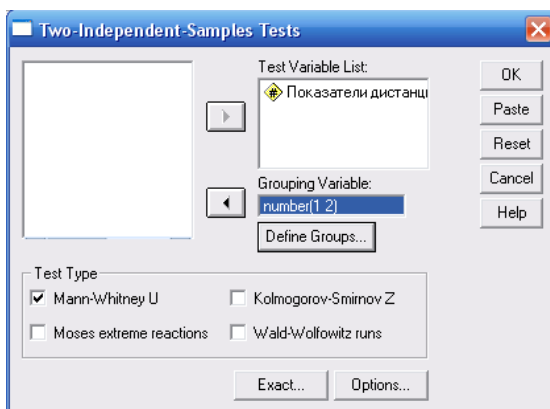 Two-Independent-Samples Tests
Test Variable List:
Показатели дистанц
Grouping Variable:
number(1 2)
Define Groups...
OK
Paste
Reset
Cancel
Help
Test Type
Mann-Whitney U
Kolmogorov-Smirnov Z
Moses extreme reactions
Wald-Wolfowitz runs
Exact...
Options...